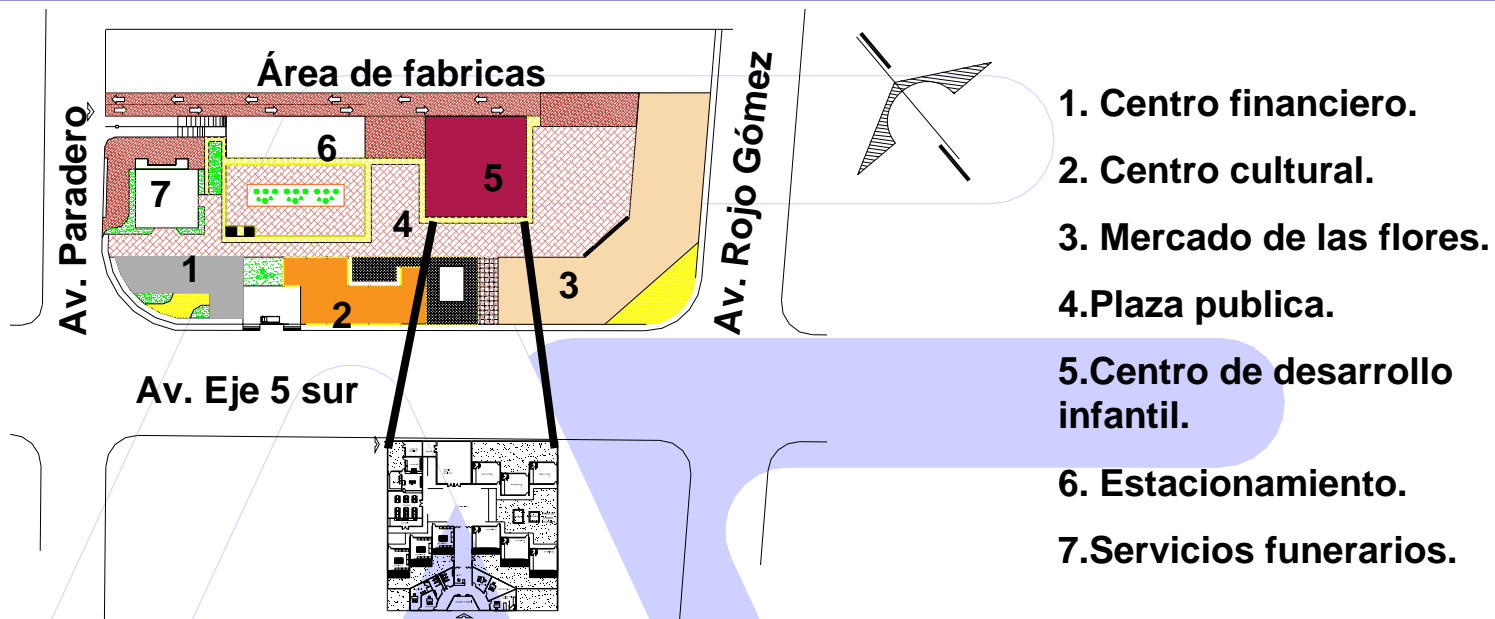 Área de fabricas
Av. Paradero
Av. Rojo Gómez
6
5
7
4
1
3
2
Av. Eje 5 sur
1. Centro financiero.
2. Centro cultural.
3. Mercado de las flores.
4.Plaza publica.
5.Centro de desarrollo
infantil.
6. Estacionamiento.
7.Servicios funerarios.